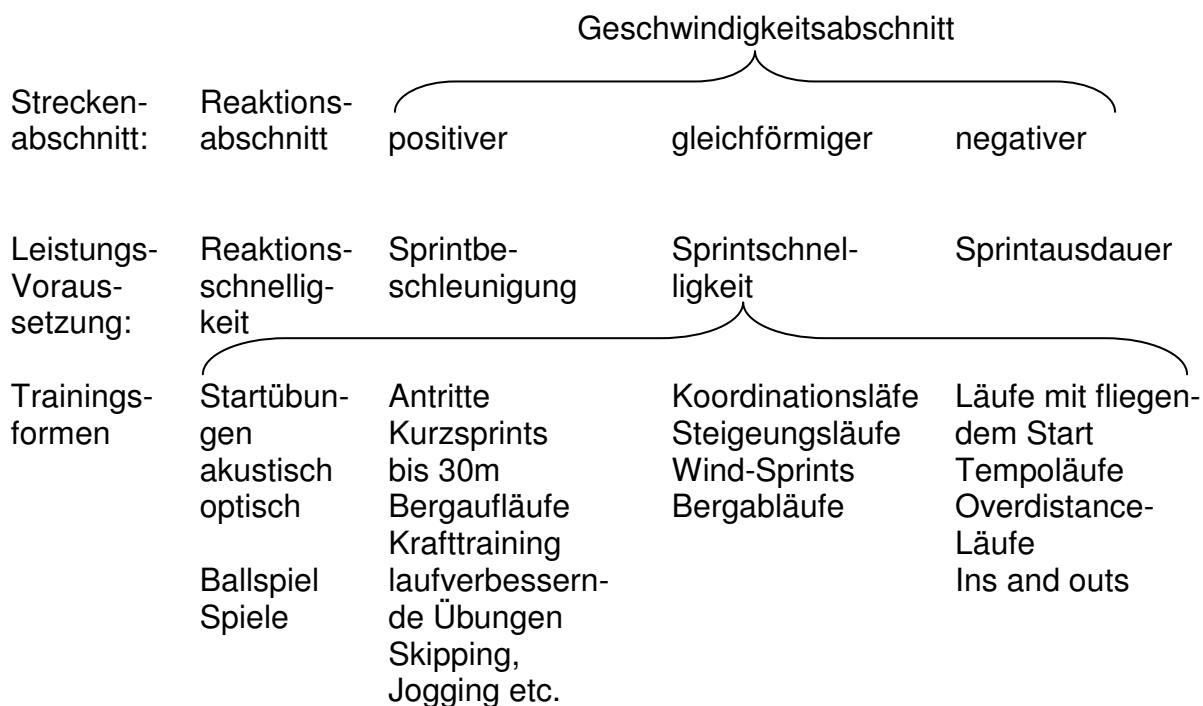 Geschwindigkeitsabschnitt
Strecken- Reaktions-
abschnitt: abschnitt positiver gleichförmiger negativer
Leistungs- Reaktions- Sprintbe- Sprintschnel- Sprintausdauer
Voraus- schnellig- schleunigung ligkeit
setzung: keit
Trainings- Startübun- Antritte Koordinationsläfe Läufe mit fliegen-
formen gen Kurzsprints Steigeungsläufe dem Start
akustisch bis 30m Wind-Sprints Tempoläufe
optisch Bergaufläufe Bergabläufe Overdistance-
Krafttraining Läufe
Ballspiel laufverbessern- Ins and outs
Spiele de Übungen
Skipping,
Jogging etc.